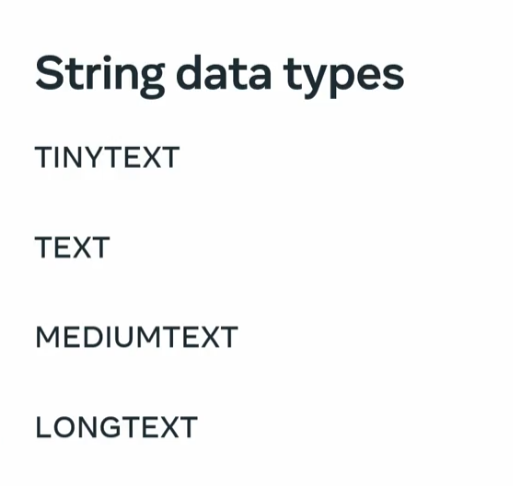 String data types
TINYTEXT
TEXT
MEDIUMTEXT
LONGTEXT